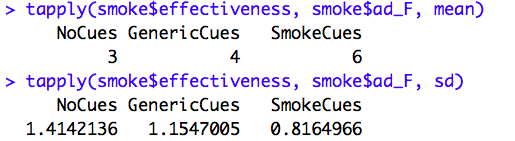 > tapply(smoke$effectiveness, smoke$ad_F, mean)
NoCues GenericCues SmokeCues
3 4 6
> tapply(smoke$effectiveness, smoke$ad_F, sd)
NoCues GenericCues SmokeCues
1.4142136 1.1547005 0.8164966